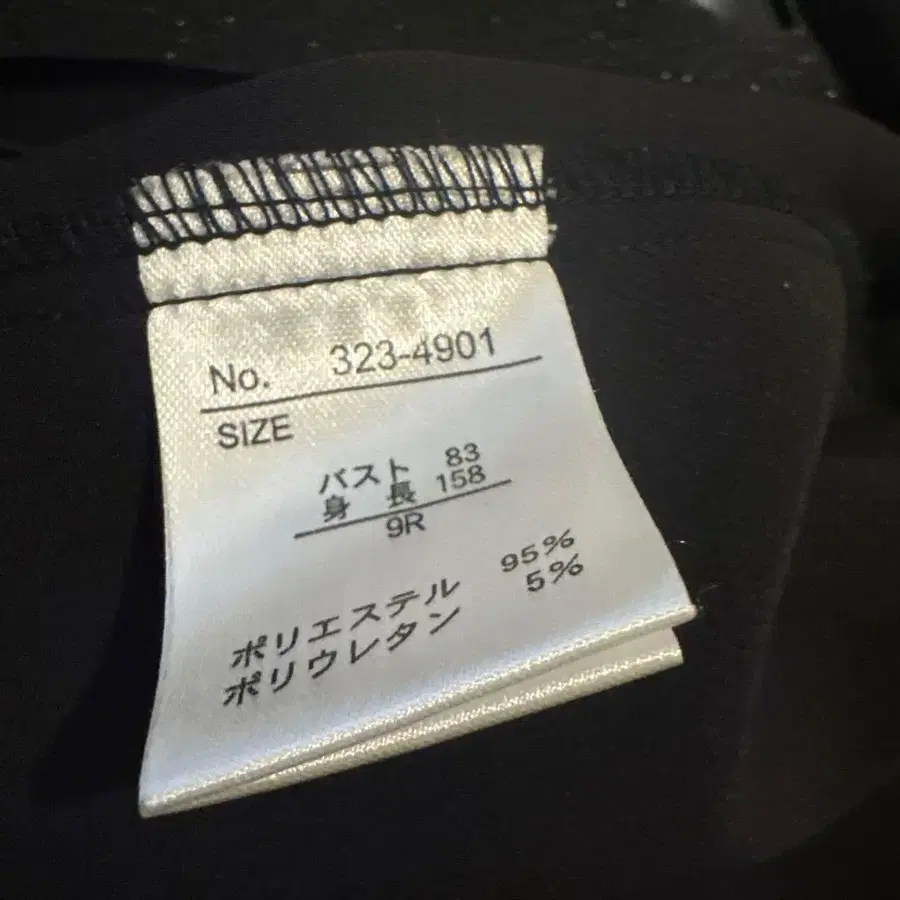 No. 323-4901
SIZE
バスト 83
身長 158
9R
ポリエステル 95%
ポリウレタン 5%